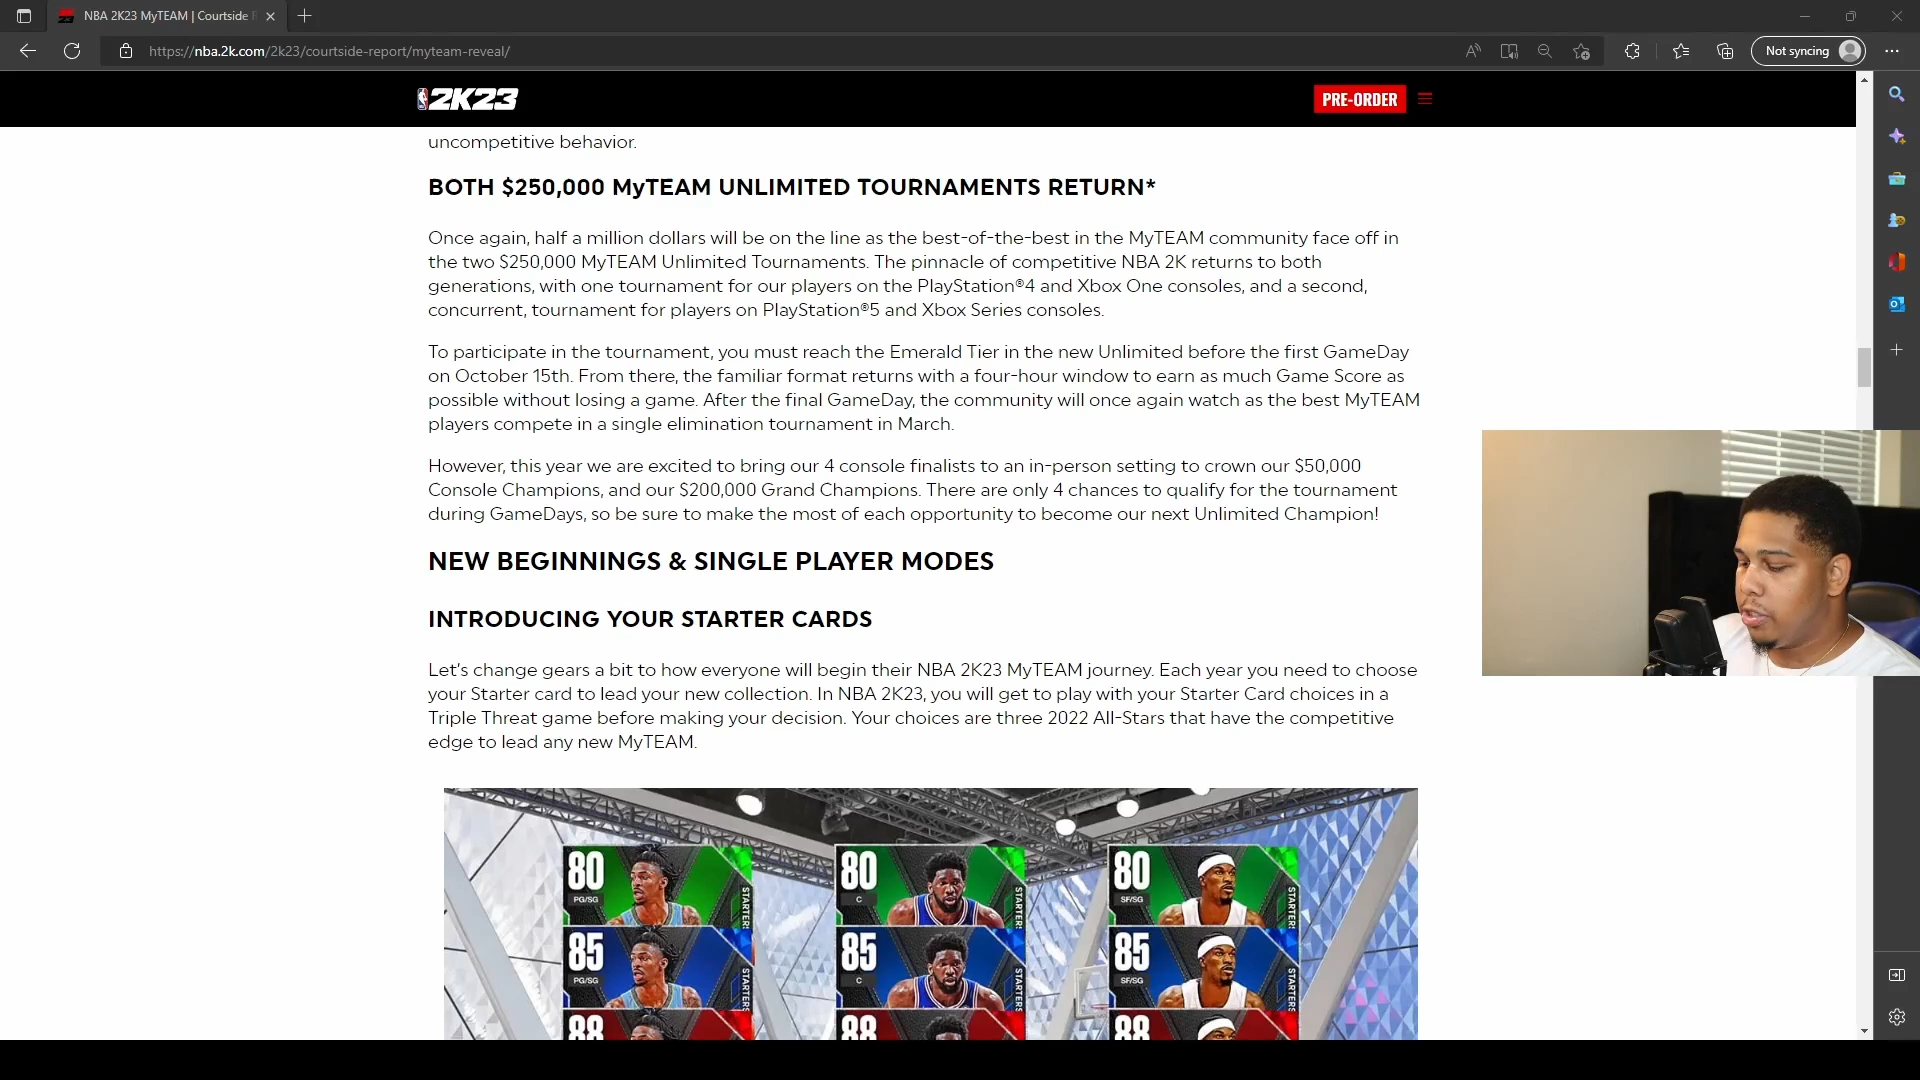 NBA 2K23 MyTEAM | Courtside
https://nba.2k.com/2k23/courtside-report/myteam-reveal/
Not syncing
2K23
PRE-ORDER
uncompetitive behavior.
BOTH $250,000 MyTEAM UNLIMITED TOURNAMENTS RETURN*
Once again, half a million dollars will be on the line as the best-of-the-best in the MyTEAM community face off in
the two $250,000 MyTEAM Unlimited Tournaments. The pinnacle of competitive NBA 2K returns to both
generations, with one tournament for our players on the PlayStation®4 and Xbox One consoles, and a second,
concurrent, tournament for players on PlayStation®5 and Xbox Series consoles.
To participate in the tournament, you must reach the Emerald Tier in the new Unlimited before the first GameDay
on October 15th. From there, the familiar format returns with a four-hour window to earn as much Game Score as
possible without losing a game. After the final GameDay, the community will once again watch as the best MyTEAM
players compete in a single elimination tournament in March.
However, this year we are excited to bring our 4 console finalists to an in-person setting to crown our $50,000
Console Champions, and our $200,000 Grand Champions. There are only 4 chances to qualify for the tournament
during GameDays, so be sure to make the most of each opportunity to become our next Unlimited Champion!
NEW BEGINNINGS & SINGLE PLAYER MODES
INTRODUCING YOUR STARTER CARDS
Let's change gears a bit to how everyone will begin their NBA 2K23 MyTEAM journey. Each year you need to choose
your Starter card to lead your new collection. In NBA 2K23, you will get to play with your Starter Card choices in a
Triple Threat game before making your decision. Your choices are three 2022 All-Stars that have the competitive
edge to lead any new MyTEAM.
80 PG/SG STARTERS
80 C STARTERS
80 SF/SG STARTERS
85 PG/SG STARTERS
85 C STARTERS
85 SF/SG STARTERS
88
88
88